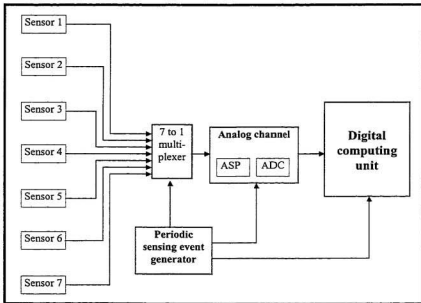 Sensor 1
Sensor 2
Sensor 3
Sensor 4
Sensor 5
Sensor 6
Sensor 7
7 to 1
multi-
plexer
Analog channel
ASP
ADC
Digital
computing
unit
Periodic
sensing event
generator